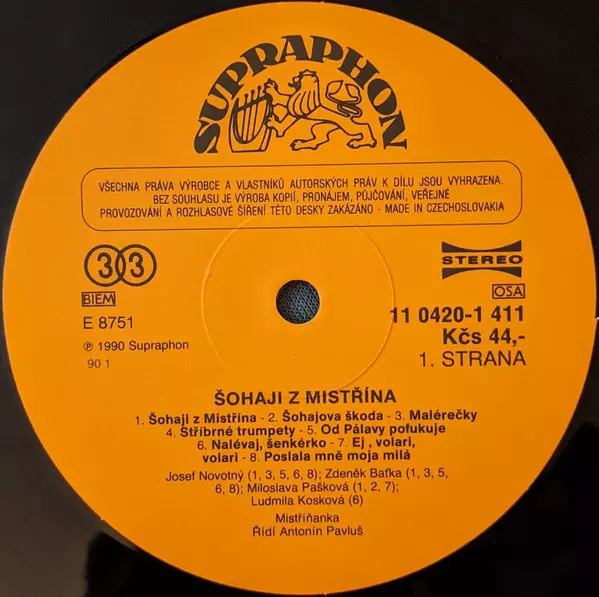 SUPRAPHON
VŠECHNA PRÁVA VÝROBCE A VLASTNÍKŮ AUTORSKÝCH PRÁV K DÍLU JSOU VYHRAZENA.
BEZ SOUHLASU JE VÝROBA KOPIÍ, PRONÁJEM, PŮJČOVÁNÍ, VEŘEJNÉ
PROVOZOVÁNÍ A ROZHLASOVÉ ŠÍŘENÍ TÉTO DESKY ZAKÁZÁNO - MADE IN CZECHOSLOVAKIA
33
BIEM
E 8751
℗ 1990 Supraphon
90 1
STEREO
OSA
11 0420-1 411
Kčs 44,-
1. STRANA
ŠOHAJI Z MISTŘÍNA
1. Šohaji z Mistřína - 2. Šohajova škoda - 3. Malérečky
4. Stříbrné trumpety - 5. Od Pálavy pofukuje
6. Nalévaj, šenkérko - 7. Ej , volari,
volari - 8. Poslala mně moja milá
Josef Novotný (1, 3, 5, 6, 8); Zdeněk Baťka (1, 3, 5,
6, 8); Miloslava Pašková (1, 2, 7);
Ludmila Kosková (6)
Mistříňanka
Řídí Antonín Pavluš